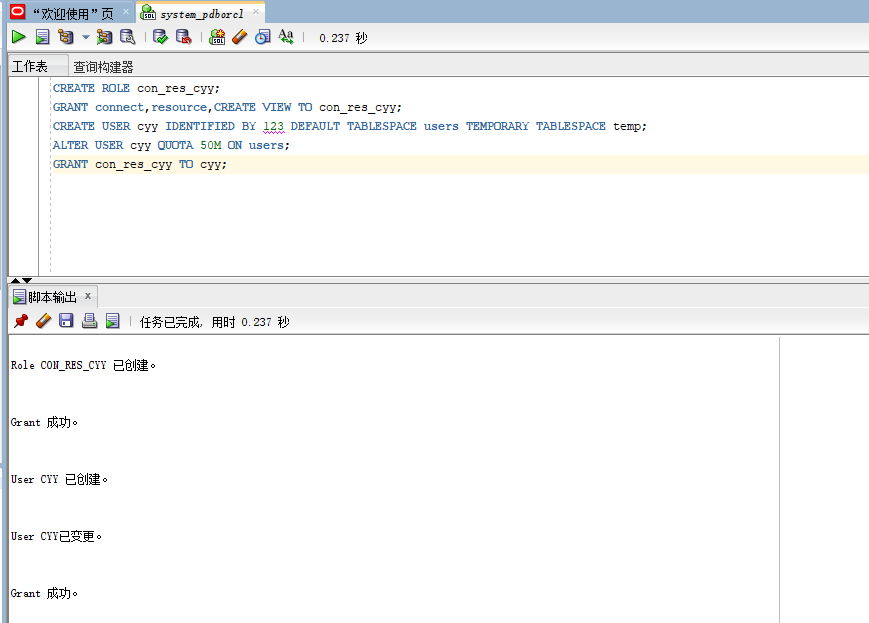 “欢迎使用”页 × system_pdborcl ×
0.237 秒
工作表 查询构建器
CREATE ROLE con_res_cyy;
GRANT connect,resource,CREATE VIEW TO con_res_cyy;
CREATE USER cyy IDENTIFIED BY 123 DEFAULT TABLESPACE users TEMPORARY TABLESPACE temp;
ALTER USER cyy QUOTA 50M ON users;
GRANT con_res_cyy TO cyy;
脚本输出 ×
任务已完成, 用时 0.237 秒
Role CON_RES_CYY 已创建。
Grant 成功。
User CYY 已创建。
User CYY已变更。
Grant 成功。